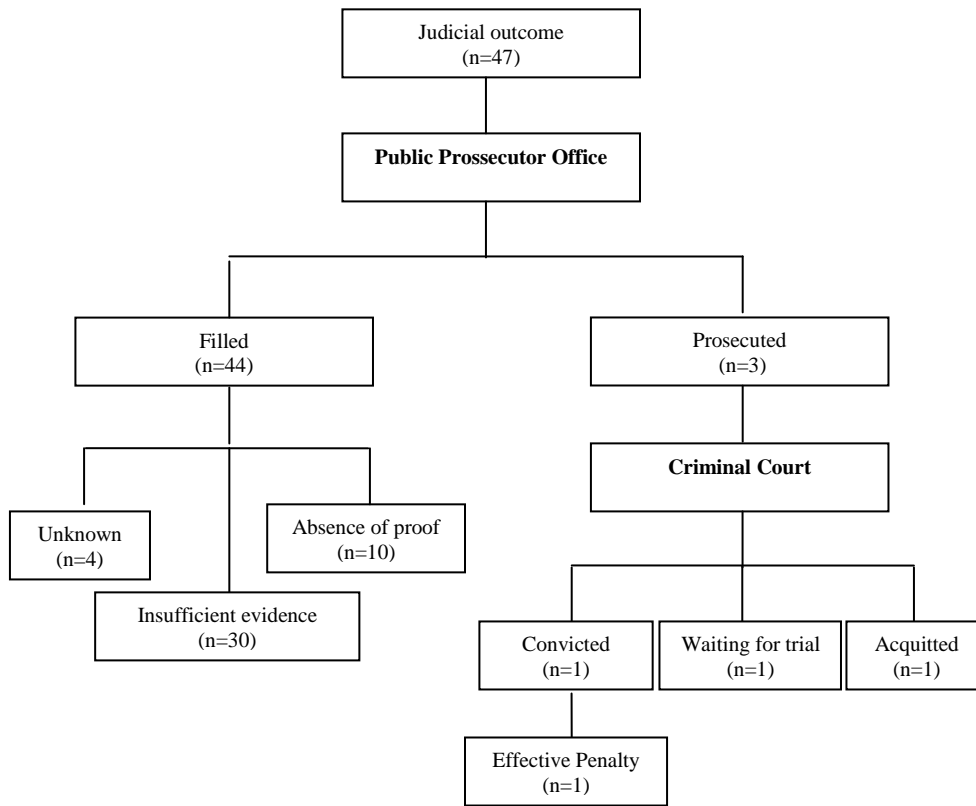 Judicial outcome
(n=47)
Public Prossecutor Office
Filled
(n=44)
Prosecuted
(n=3)
Criminal Court
Unknown
(n=4)
Absence of proof
(n=10)
Insufficient evidence
(n=30)
Convicted
(n=1)
Waiting for trial
(n=1)
Acquitted
(n=1)
Effective Penalty
(n=1)